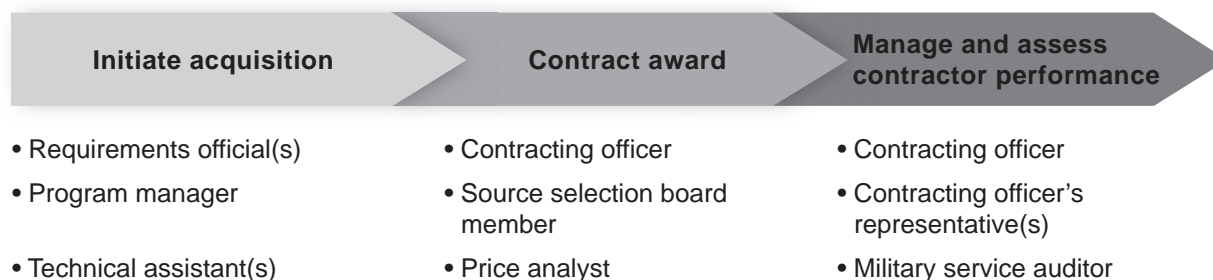 Initiate acquisition
Contract award
Manage and assess
contractor performance
• Requirements official(s)
• Program manager
• Technical assistant(s)
• Contracting officer
• Source selection board
member
• Price analyst
• Contracting officer
• Contracting officer’s
representative(s)
• Military service auditor